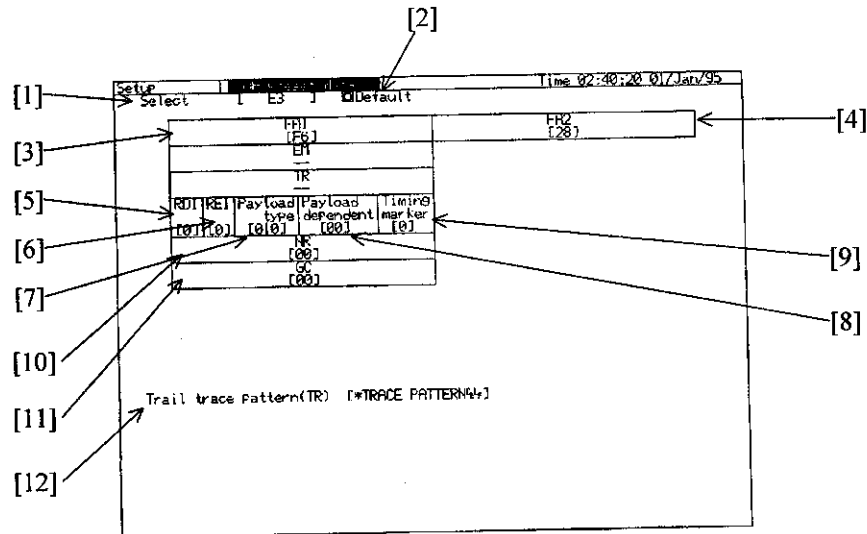 [2]
Setup Time 02:40:20 01/Jan/95
[1] Select [ E3 ] Default
[3] FA1 FA2 [4]
[F6] [28]
EM
--
TR
--
[5] RDI REI Payload type Payload dependent Timing marker
[0] [0] [0|0] [00] [0]
[6] [9]
NR
[00]
[7] GC
[00] [8]
[10]
[11]
Trail trace pattern(TR) [*TRACE PATTERN**]
[12]